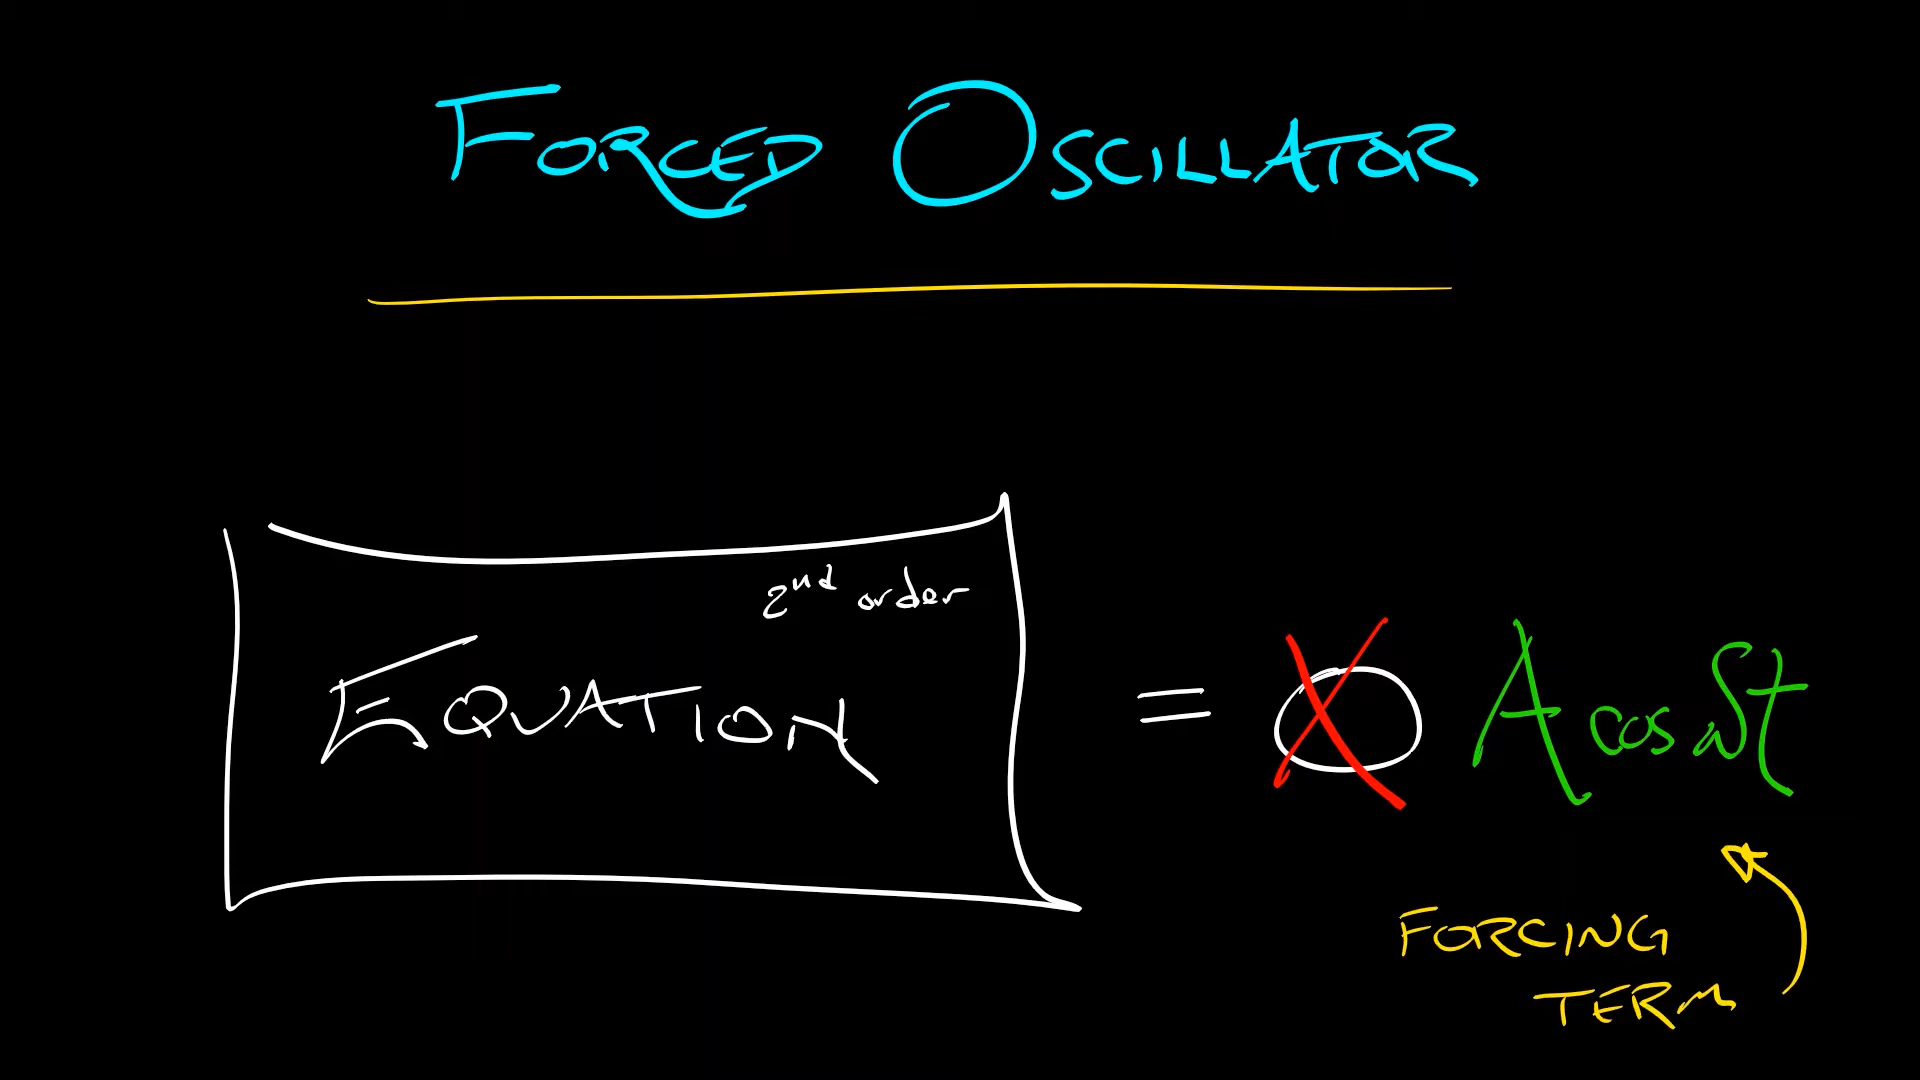 FORCED OSCILLATOR
2nd order
EQUATION = 0 A cos Ωt
FORCING
TERM